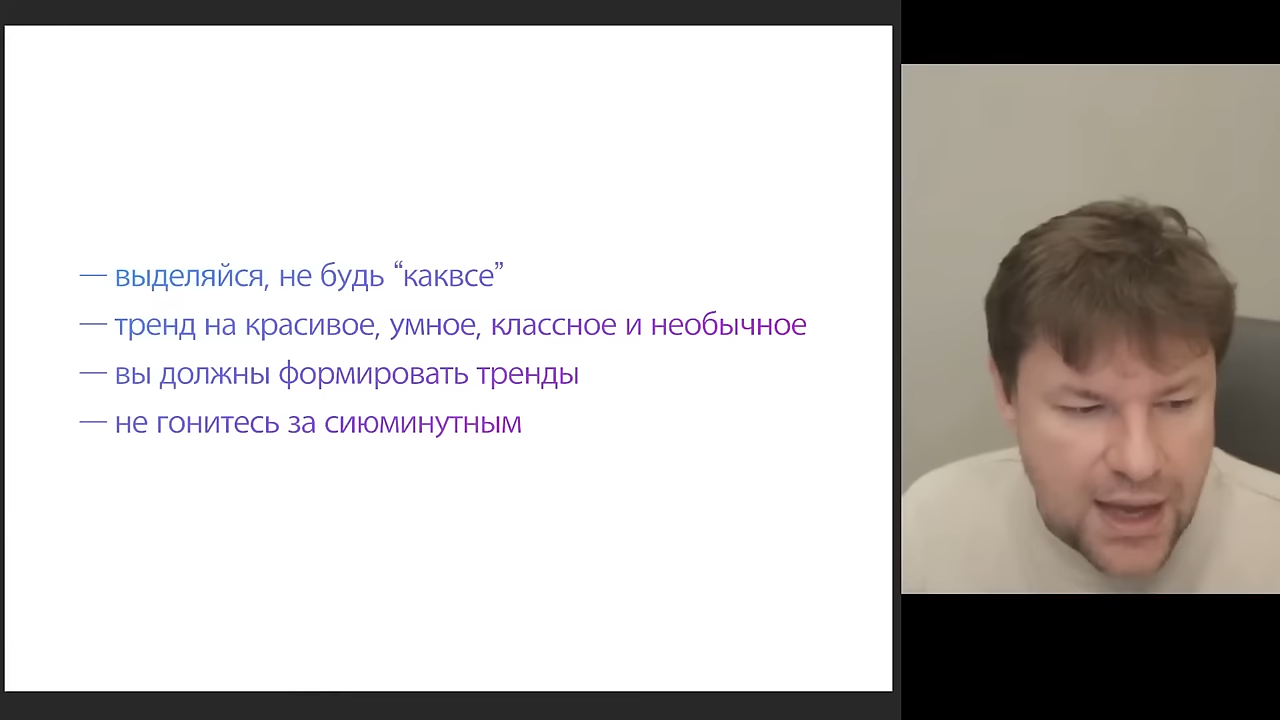 — выделяйся, не будь “каквсе”
— тренд на красивое, умное, классное и необычное
— вы должны формировать тренды
— не гонитесь за сиюминутным